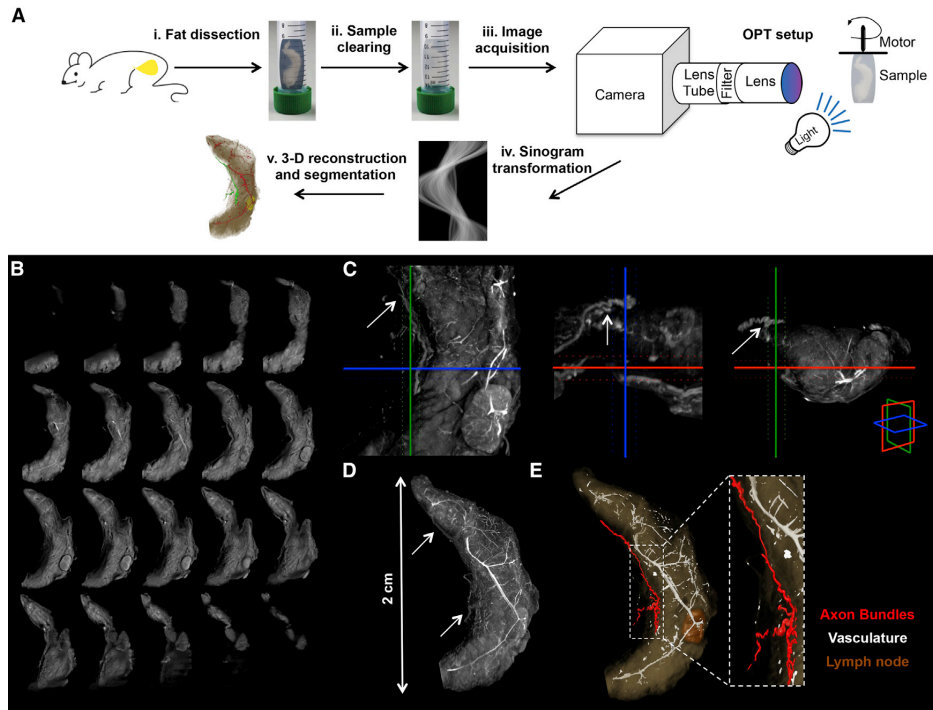 A
i. Fat dissection
ii. Sample
clearing
iii. Image
acquisition
OPT setup
Motor
Sample
Camera
Lens
Tube
Filter
Lens
Light
iv. Sinogram
transformation
v. 3-D reconstruction
and segmentation
B
C
D
2 cm
E
Axon Bundles
Vasculature
Lymph node